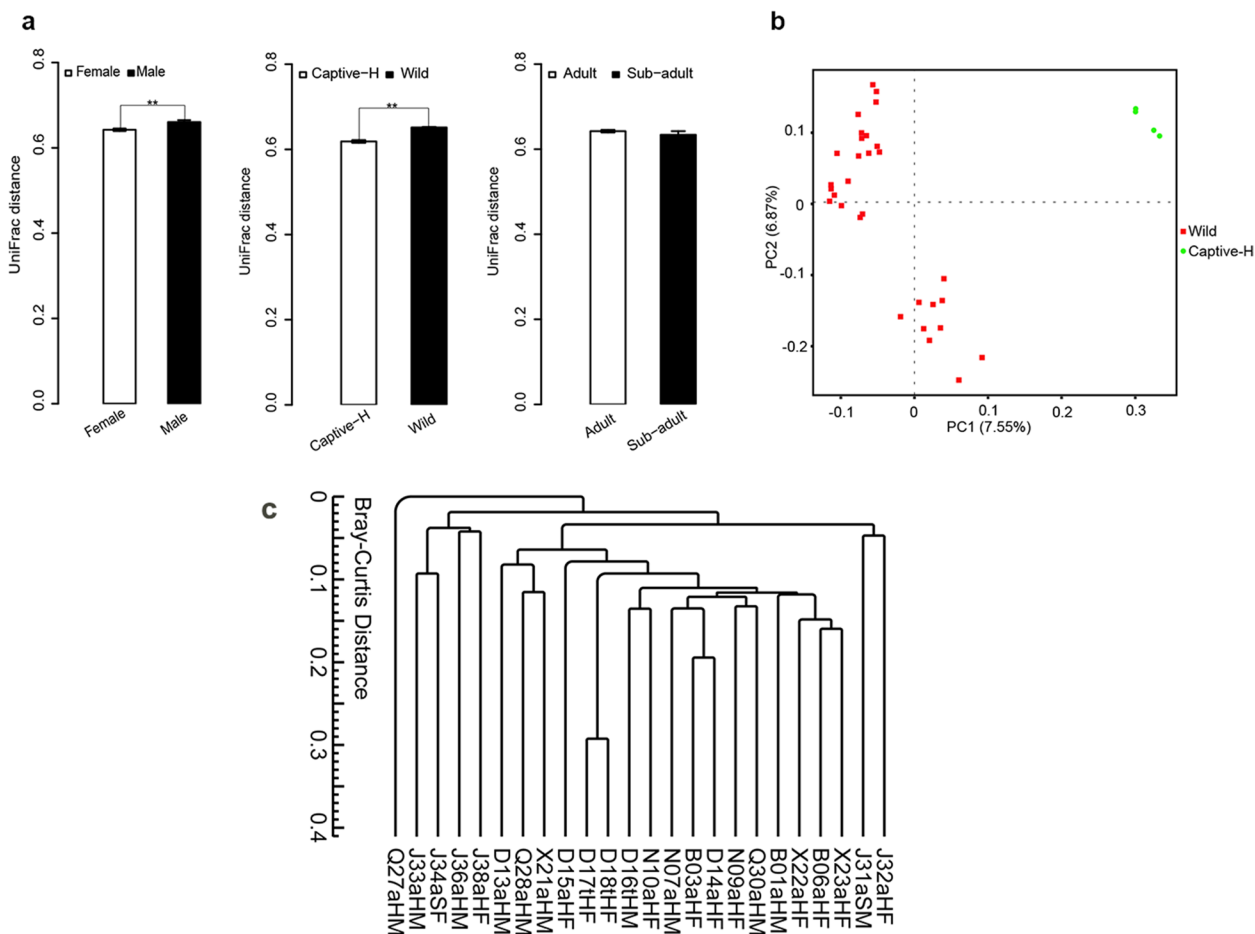 a
Female Male
UniFrac distance
0.0 0.2 0.4 0.6 0.8
**
Female Male
Captive-H Wild
UniFrac distance
0.0 0.2 0.4 0.6 0.8
**
Captive-H Wild
Adult Sub-adult
UniFrac distance
0.0 0.2 0.4 0.6 0.8
Adult Sub-adult
b
PC2 (6.87%)
0.1
0
-0.1
-0.2
-0.1 0 0.1 0.2 0.3
PC1 (7.55%)
Wild
Captive-H
c
Bray-Curtis Distance
0
0.1
0.2
0.3
0.4
Q27aHM
J33aHM
J34aSF
J36aHM
J38aHF
D13aHM
Q28aHM
X21aHM
D15aHF
D17tHF
D18tHF
D16tHM
N10aHF
N07aHM
B03aHF
D14aHF
N09aHF
Q30aHM
B01aHM
X22aHF
B06aHF
X23aHF
J31aSM
J32aHF